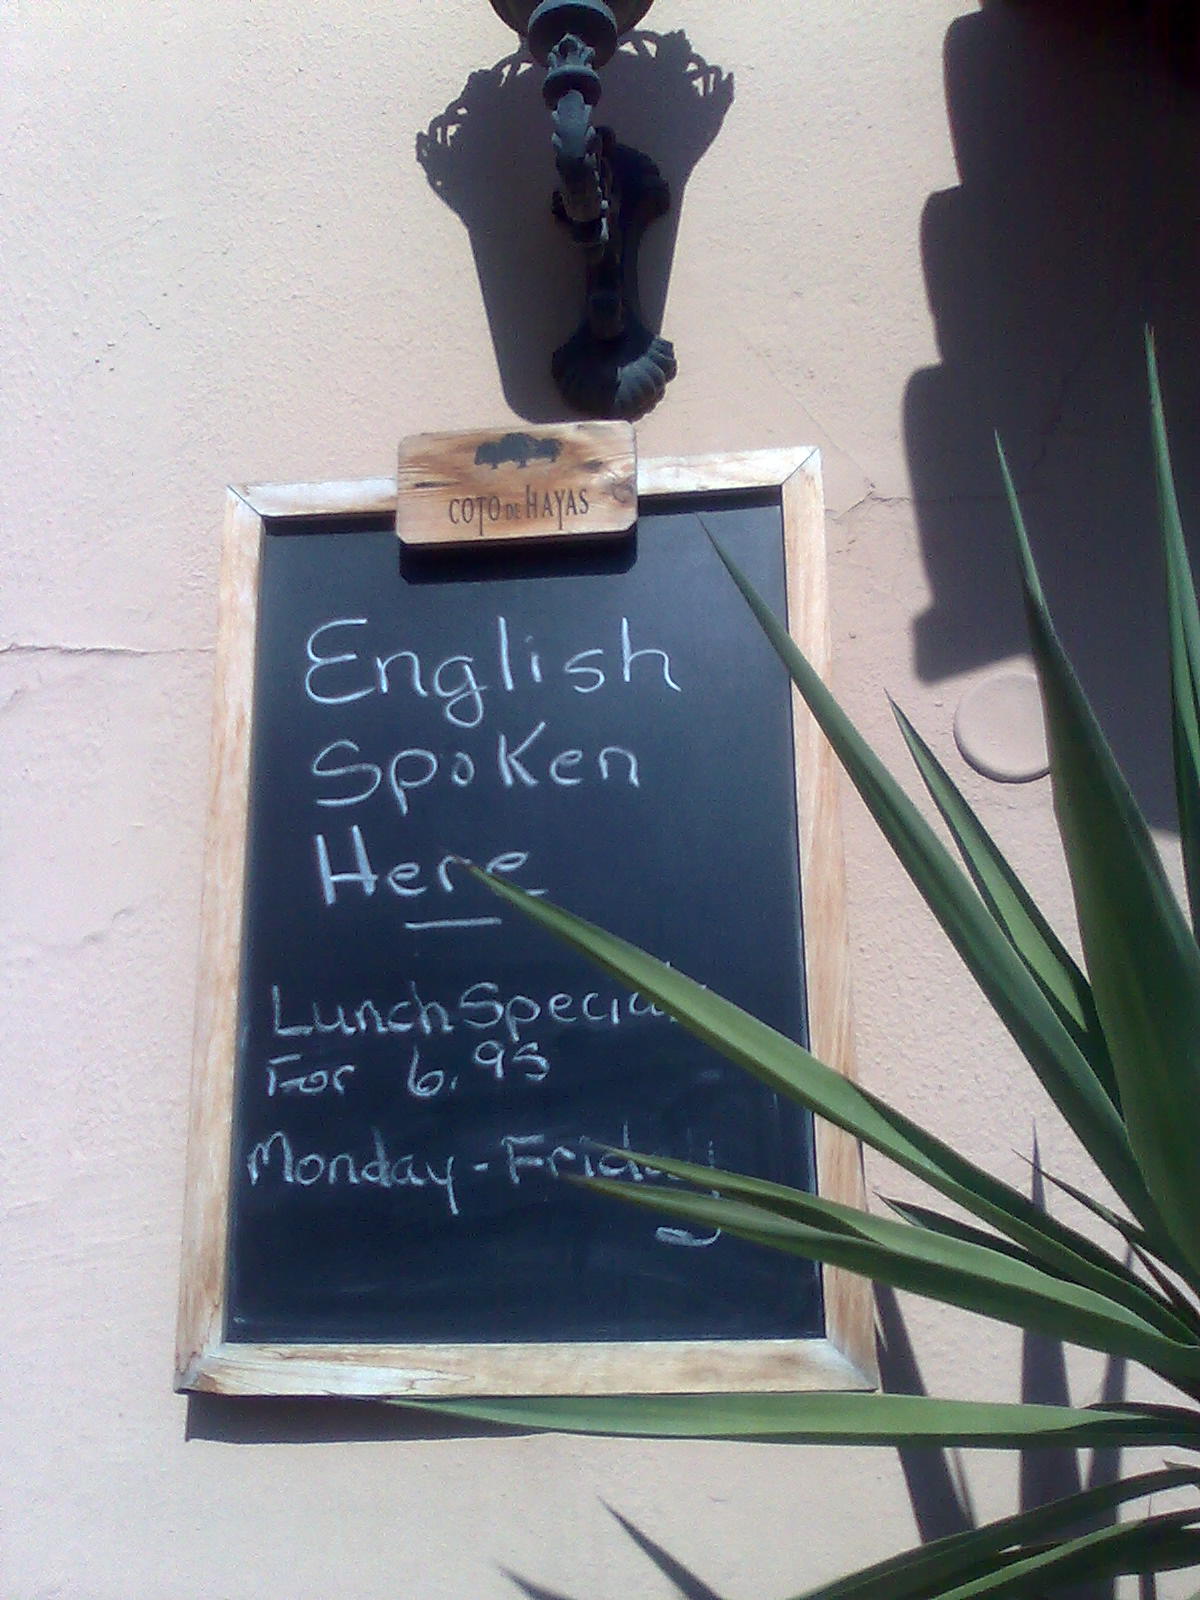 COTO DE HAYAS
English
Spoken
Here
Lunch Special
For 6.95
Monday - Friday